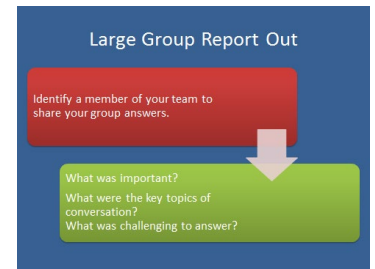 Large Group Report Out
Identify a member of your team to
share your group answers.
What was important?
What were the key topics of
conversation?
What was challenging to answer?